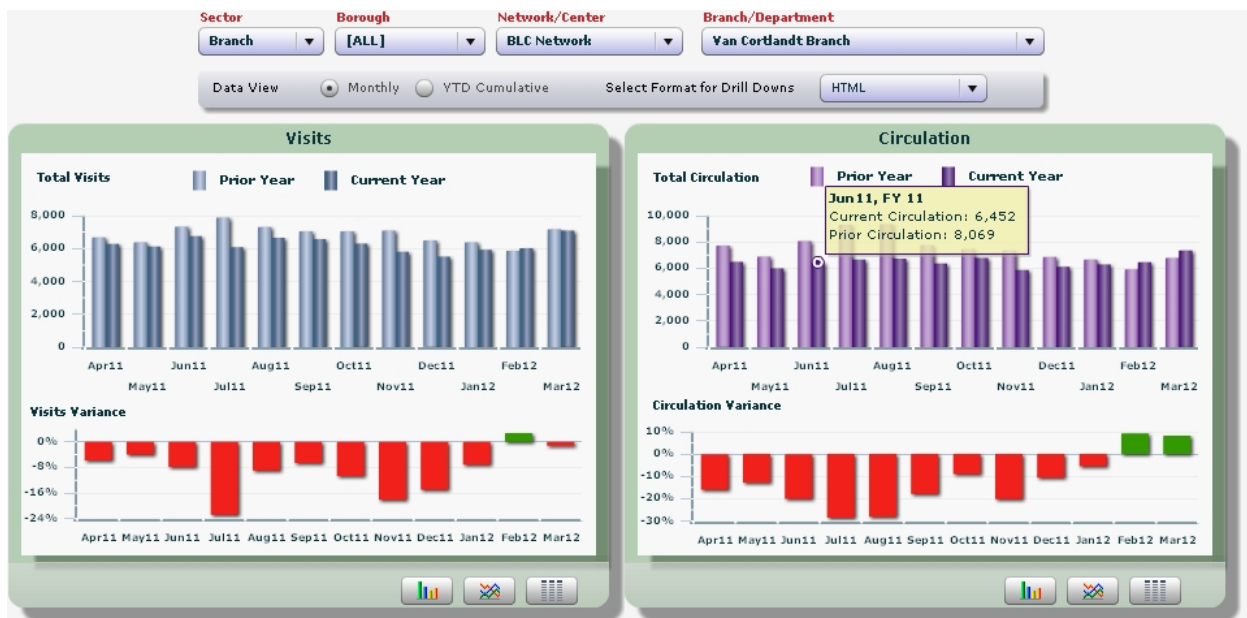 Sector Borough Network/Center Branch/Department
Branch [ALL] BLC Network Van Cortlandt Branch
Data View Monthly YTD Cumulative Select Format for Drill Downs HTML
Visits
Total Visits Prior Year Current Year
8,000
6,000
4,000
2,000
0
Apr11 Jun11 Aug11 Oct11 Dec11 Feb12
May11 Jul11 Sep11 Nov11 Jan12 Mar12
Visits Variance
0%
-8%
-16%
-24%
Apr11 May11 Jun11 Jul11 Aug11 Sep11 Oct11 Nov11 Dec11 Jan12 Feb12 Mar12
Circulation
Total Circulation Prior Year Current Year
Jun11, FY 11
Current Circulation: 6,452
Prior Circulation: 8,069
10,000
8,000
6,000
4,000
2,000
0
Apr11 Jun11 Aug11 Oct11 Dec11 Feb12
May11 Jul11 Sep11 Nov11 Jan12 Mar12
Circulation Variance
10%
0%
-10%
-20%
-30%
Apr11 May11 Jun11 Jul11 Aug11 Sep11 Oct11 Nov11 Dec11 Jan12 Feb12 Mar12